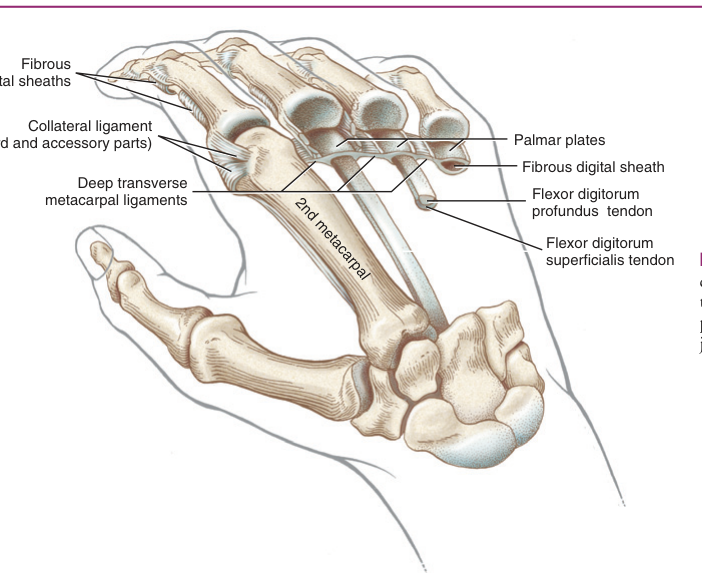 Fibrous
tal sheaths
Collateral ligament
d and accessory parts)
Deep transverse
metacarpal ligaments
2nd metacarpal
Palmar plates
Fibrous digital sheath
Flexor digitorum
profundus tendon
Flexor digitorum
superficialis tendon